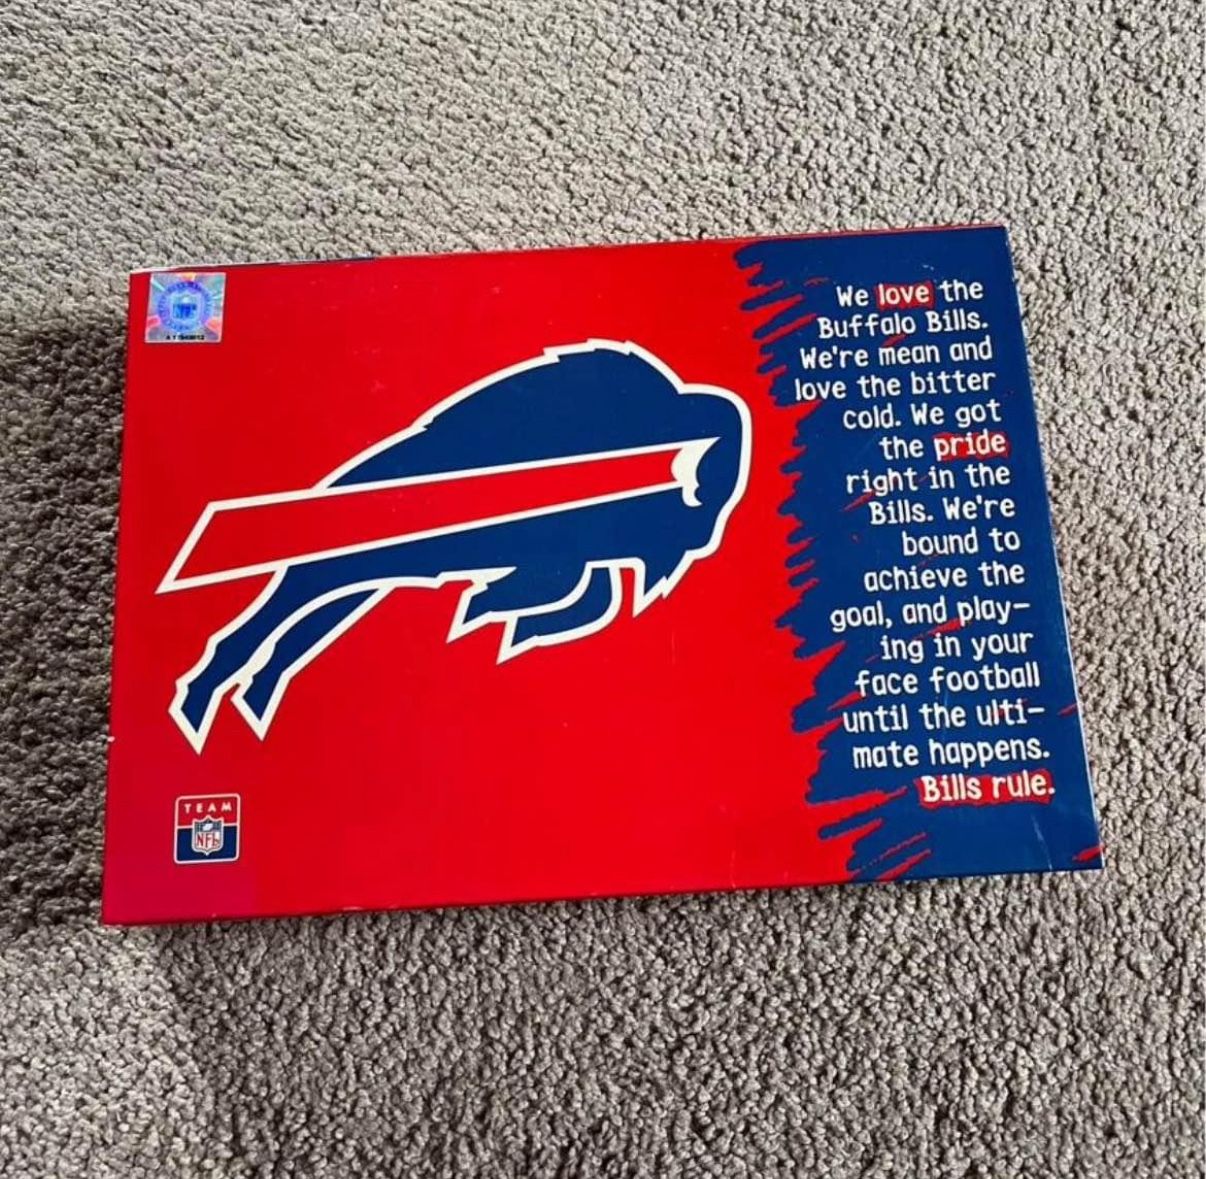 We love the
Buffalo Bills.
We're mean and
love the bitter
cold. We got
the pride
right in the
Bills. We're
bound to
achieve the
goal, and play-
ing in your
face football
until the ulti-
mate happens.
Bills rule.
TEAM
NFL